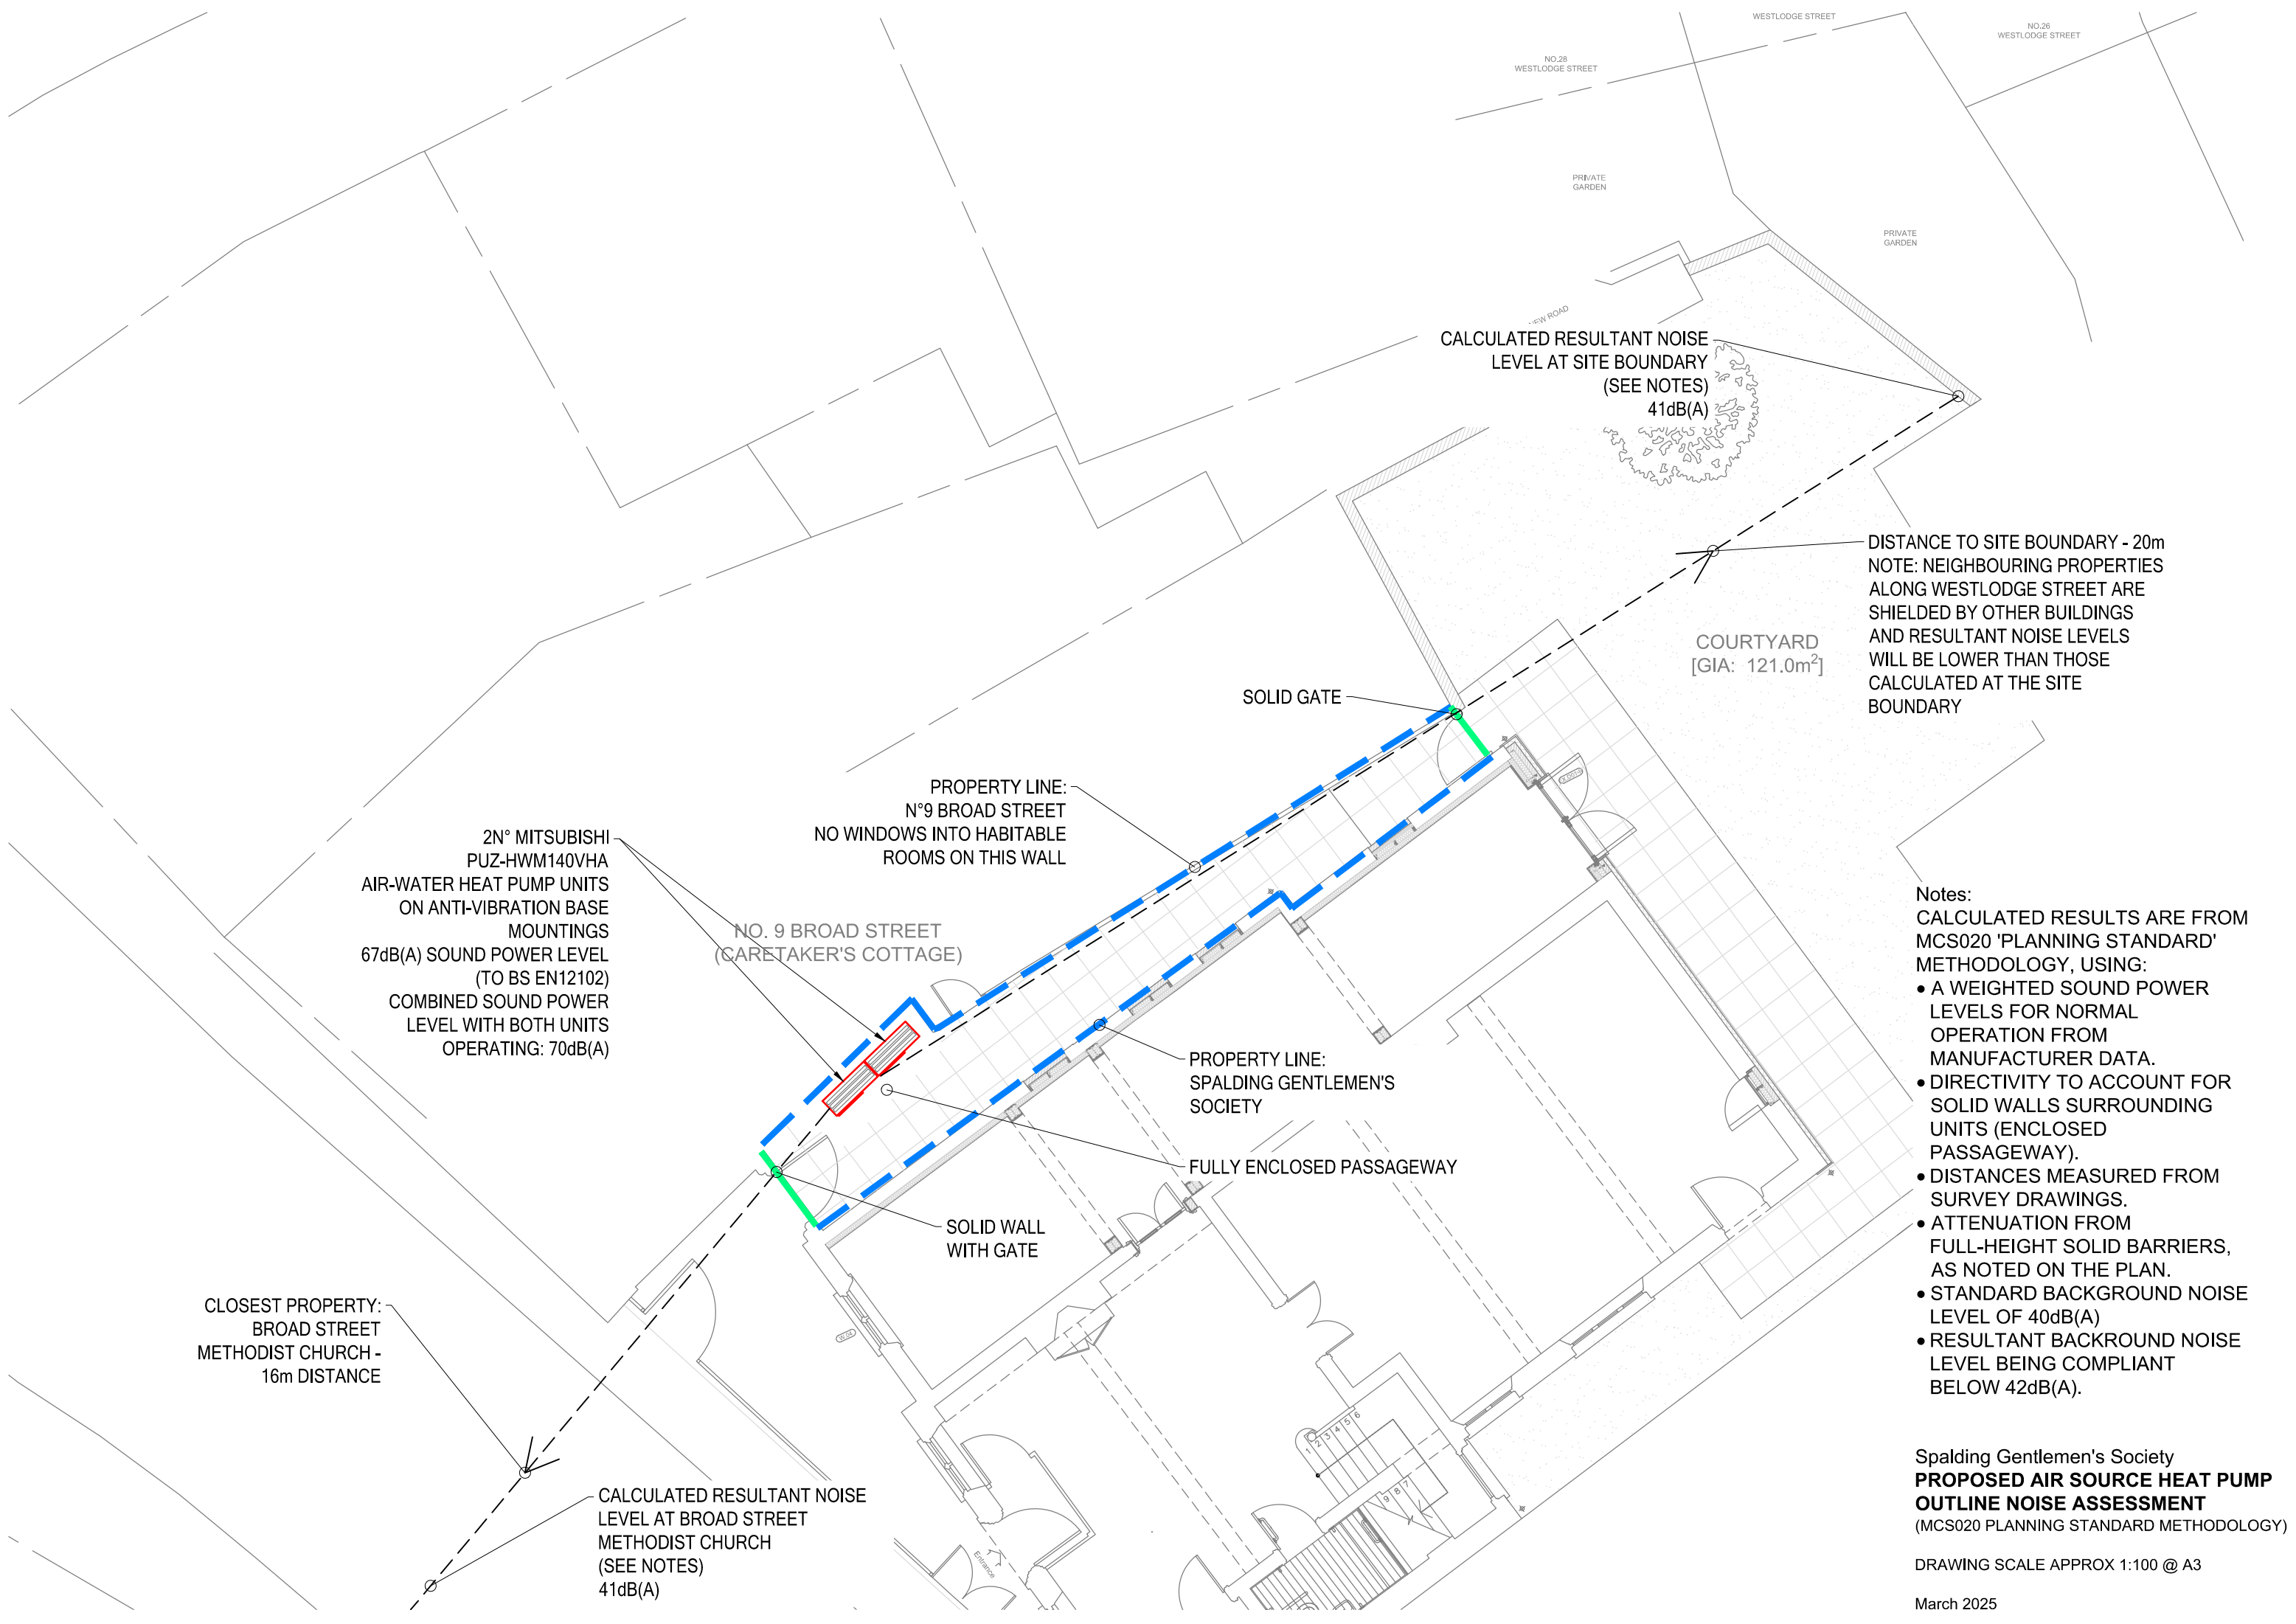 WESTLODGE STREET
NO.26
WESTLODGE STREET
NO.28
WESTLODGE STREET
PRIVATE
GARDEN
PRIVATE
GARDEN
CALCULATED RESULTANT NOISE
LEVEL AT SITE BOUNDARY
(SEE NOTES)
41dB(A)
DISTANCE TO SITE BOUNDARY - 20m
NOTE: NEIGHBOURING PROPERTIES
ALONG WESTLODGE STREET ARE
SHIELDED BY OTHER BUILDINGS
AND RESULTANT NOISE LEVELS
WILL BE LOWER THAN THOSE
CALCULATED AT THE SITE
BOUNDARY
COURTYARD
[GIA: 121.0m²]
SOLID GATE
PROPERTY LINE:
N°9 BROAD STREET
NO WINDOWS INTO HABITABLE
ROOMS ON THIS WALL
2N° MITSUBISHI
PUZ-HWM140VHA
AIR-WATER HEAT PUMP UNITS
ON ANTI-VIBRATION BASE
MOUNTINGS
67dB(A) SOUND POWER LEVEL
(TO BS EN12102)
COMBINED SOUND POWER
LEVEL WITH BOTH UNITS
OPERATING: 70dB(A)
NO. 9 BROAD STREET
(CARETAKER'S COTTAGE)
PROPERTY LINE:
SPALDING GENTLEMEN'S
SOCIETY
FULLY ENCLOSED PASSAGEWAY
SOLID WALL
WITH GATE
CLOSEST PROPERTY:
BROAD STREET
METHODIST CHURCH -
16m DISTANCE
CALCULATED RESULTANT NOISE
LEVEL AT BROAD STREET
METHODIST CHURCH
(SEE NOTES)
41dB(A)
W.04
Entrance
1 2 3 4 5 6
9 8 7
Notes:
CALCULATED RESULTS ARE FROM
MCS020 'PLANNING STANDARD'
METHODOLOGY, USING:
• A WEIGHTED SOUND POWER
LEVELS FOR NORMAL
OPERATION FROM
MANUFACTURER DATA.
• DIRECTIVITY TO ACCOUNT FOR
SOLID WALLS SURROUNDING
UNITS (ENCLOSED
PASSAGEWAY).
• DISTANCES MEASURED FROM
SURVEY DRAWINGS.
• ATTENUATION FROM
FULL-HEIGHT SOLID BARRIERS,
AS NOTED ON THE PLAN.
• STANDARD BACKGROUND NOISE
LEVEL OF 40dB(A)
• RESULTANT BACKROUND NOISE
LEVEL BEING COMPLIANT
BELOW 42dB(A).
Spalding Gentlemen's Society
PROPOSED AIR SOURCE HEAT PUMP
OUTLINE NOISE ASSESSMENT
(MCS020 PLANNING STANDARD METHODOLOGY)
DRAWING SCALE APPROX 1:100 @ A3
March 2025